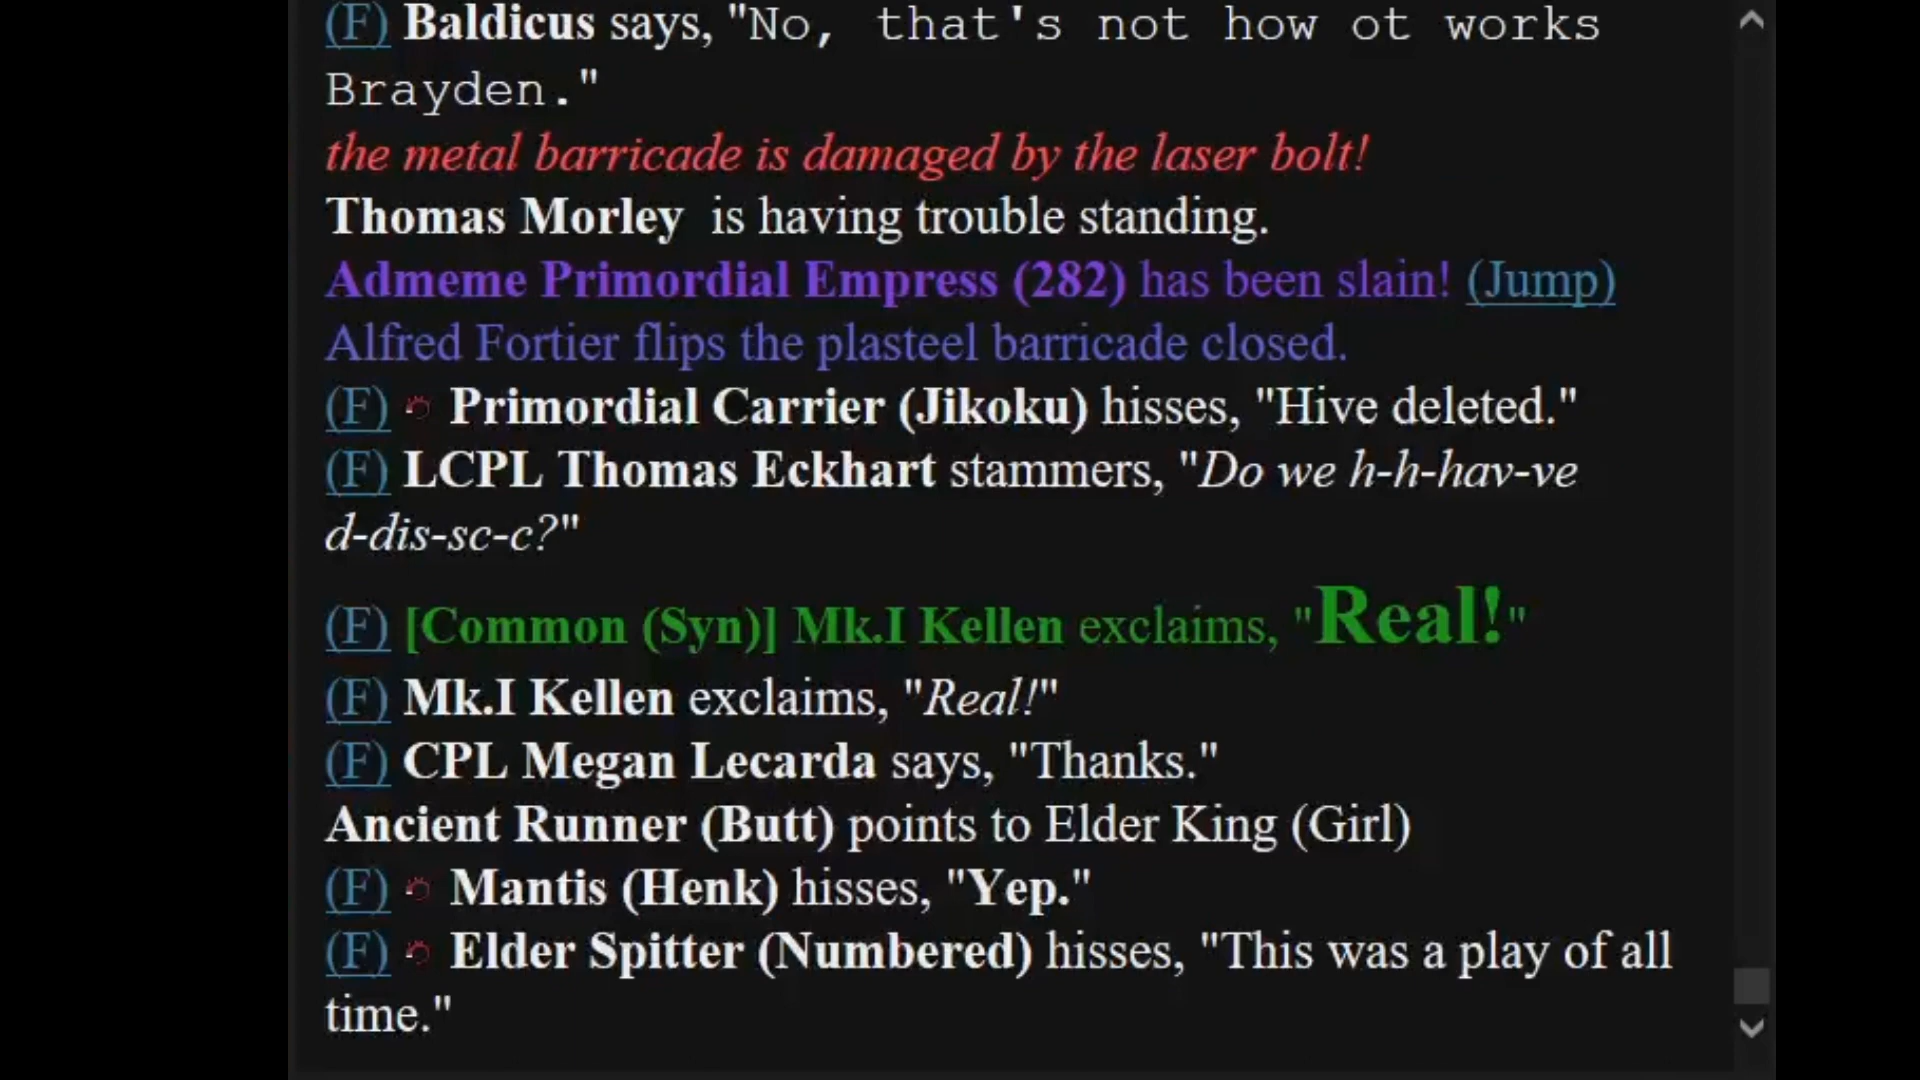 (F) Baldicus says, "No, that's not how ot works
Brayden."
the metal barricade is damaged by the laser bolt!
Thomas Morley is having trouble standing.
Admeme Primordial Empress (282) has been slain! (Jump)
Alfred Fortier flips the plasteel barricade closed.
(F) Primordial Carrier (Jikoku) hisses, "Hive deleted."
(F) LCPL Thomas Eckhart stammers, "Do we h-h-hav-ve
d-dis-sc-c?"
(F) [Common (Syn)] Mk.I Kellen exclaims, "Real!"
(F) Mk.I Kellen exclaims, "Real!"
(F) CPL Megan Lecarda says, "Thanks."
Ancient Runner (Butt) points to Elder King (Girl)
(F) Mantis (Henk) hisses, "Yep."
(F) Elder Spitter (Numbered) hisses, "This was a play of all
time."